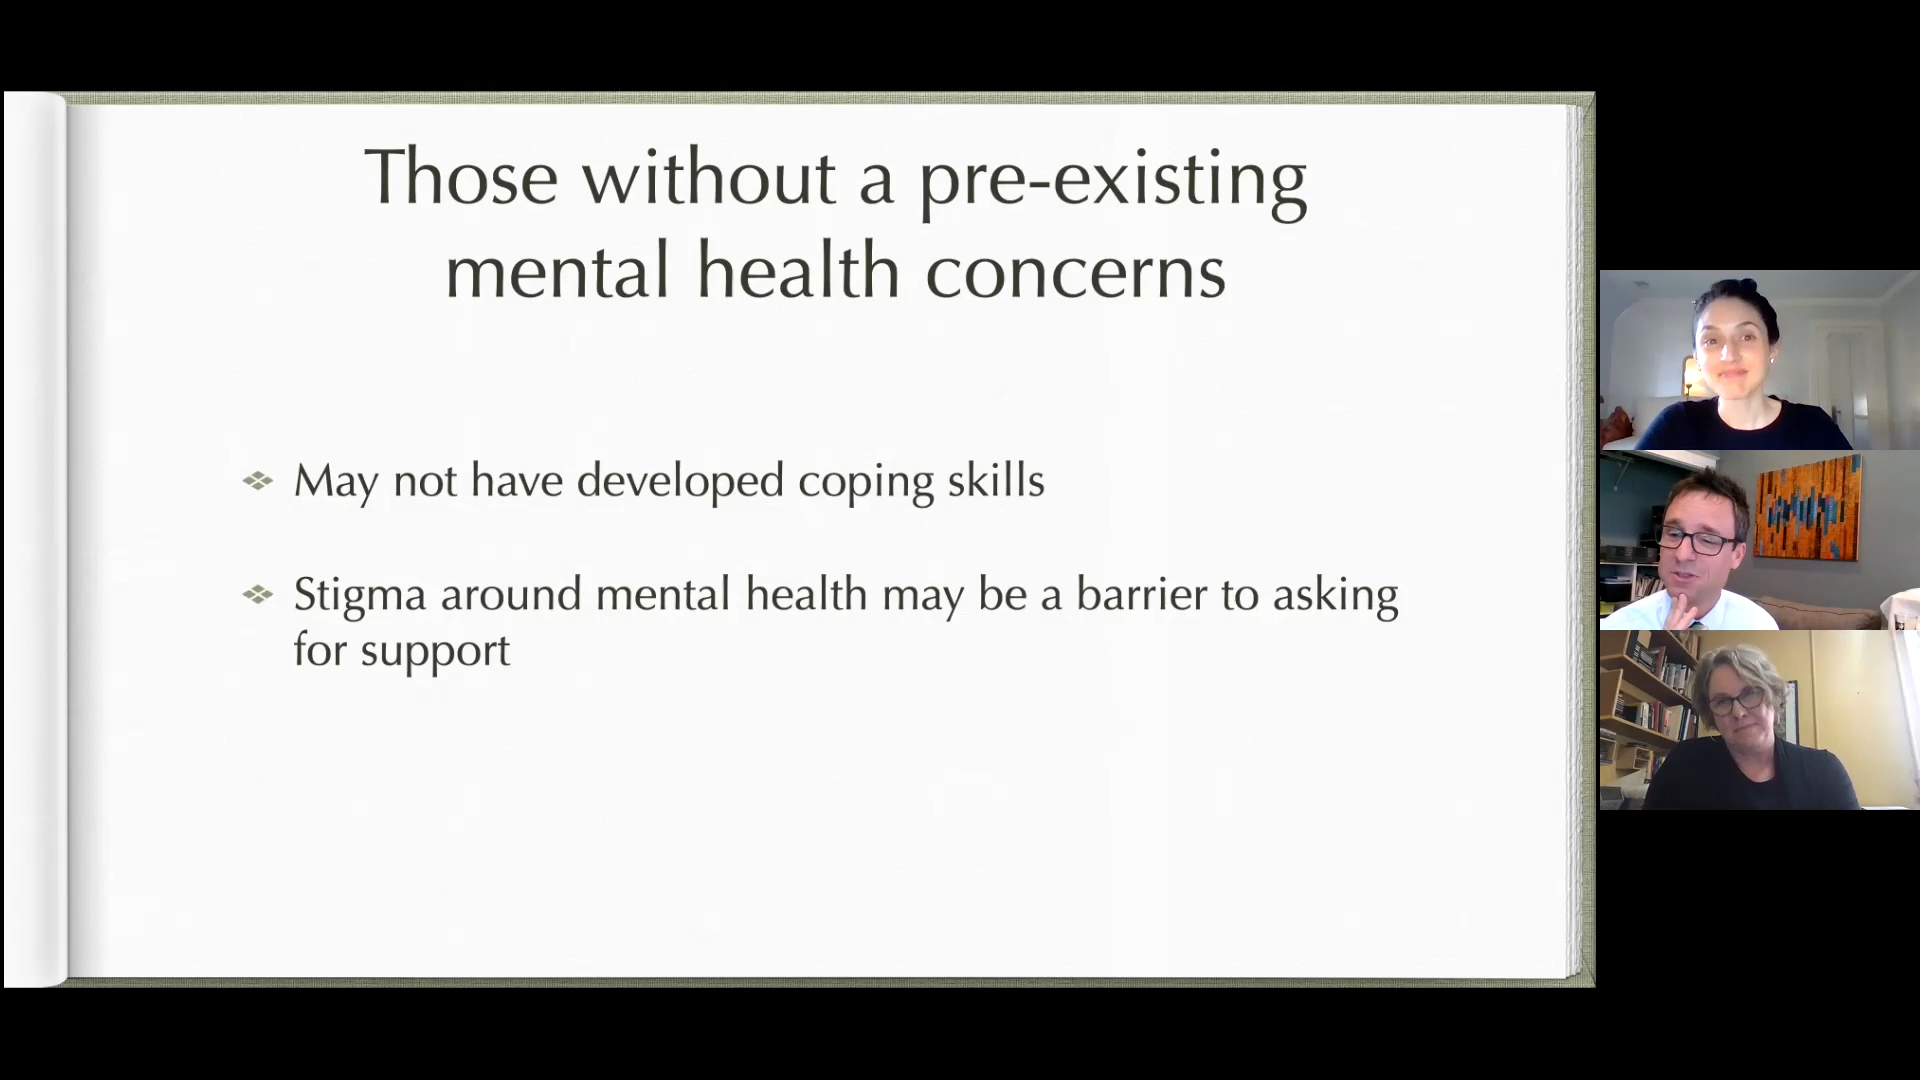 Those without a pre-existing
mental health concerns
May not have developed coping skills
Stigma around mental health may be a barrier to asking
for support